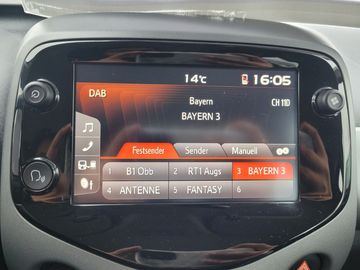 14°C 16:05
DAB
Bayern CH 11D
BAYERN 3
Festsender Sender Manuell
1 B1 Obb 2 RT1 Augs 3 BAYERN 3
4 ANTENNE 5 FANTASY 6